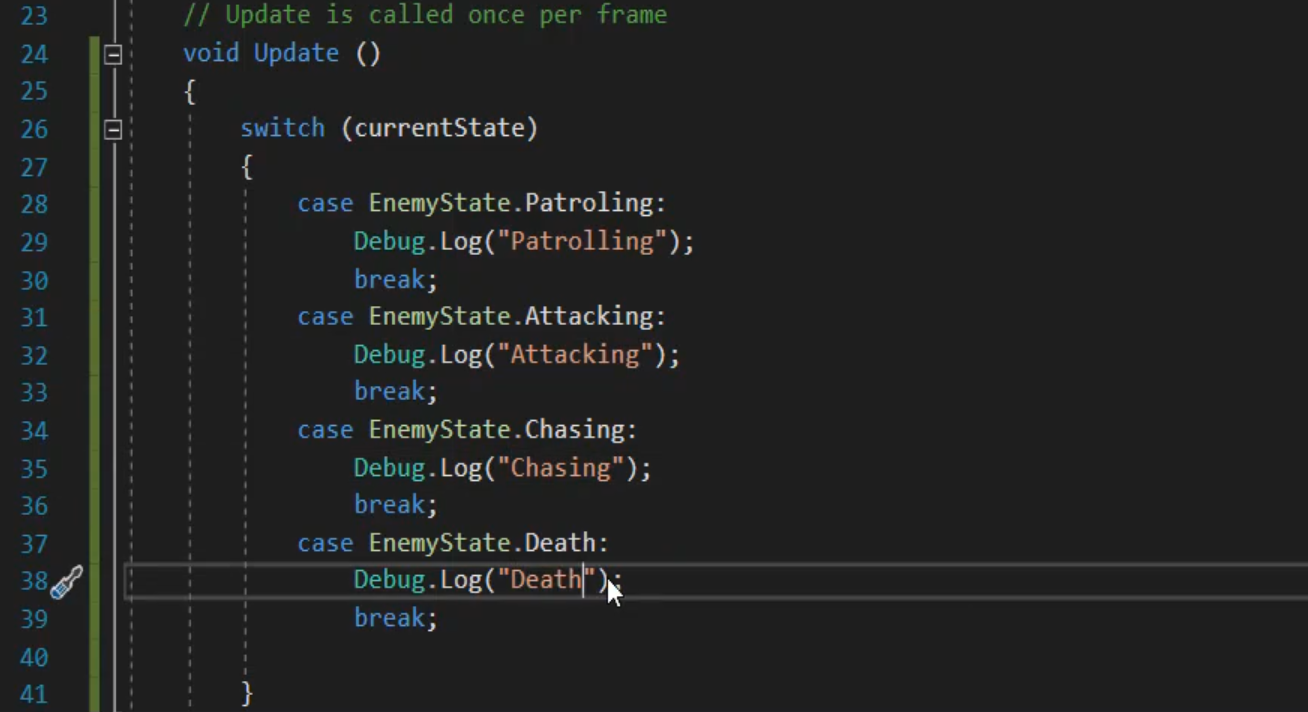 23 // Update is called once per frame
24 void Update ()
25 {
26 switch (currentState)
27 {
28 case EnemyState.Patroling:
29 Debug.Log("Patrolling");
30 break;
31 case EnemyState.Attacking:
32 Debug.Log("Attacking");
33 break;
34 case EnemyState.Chasing:
35 Debug.Log("Chasing");
36 break;
37 case EnemyState.Death:
38 Debug.Log("Death");
39 break;
40
41 }